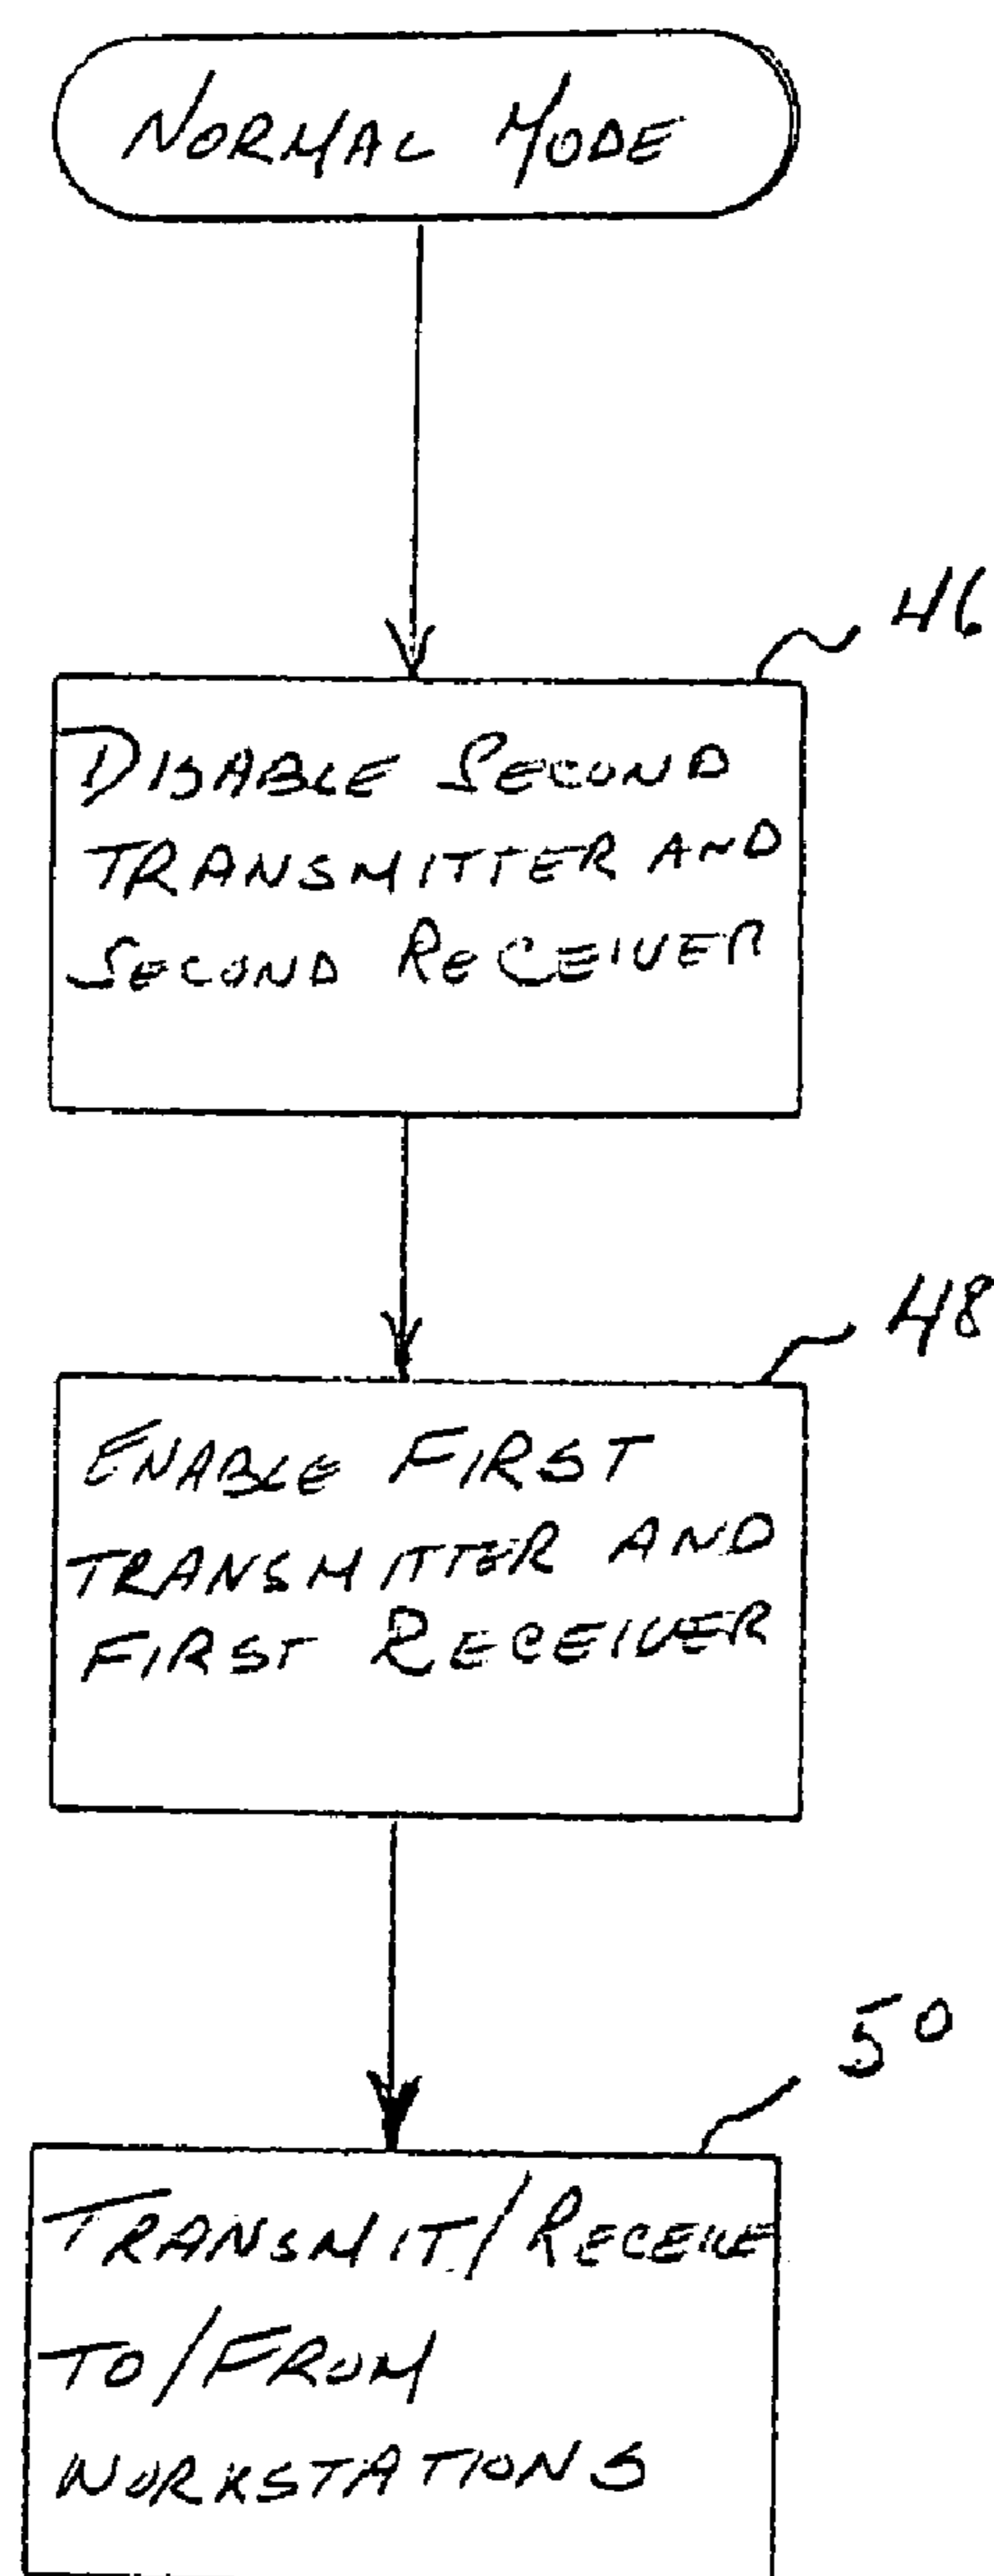 NORMAL MODE
46
DISABLE SECOND
TRANSMITTER AND
SECOND RECEIVER
48
ENABLE FIRST
TRANSMITTER AND
FIRST RECEIVER
50
TRANSMIT/RECEIVE
TO/FROM
WORKSTATIONS